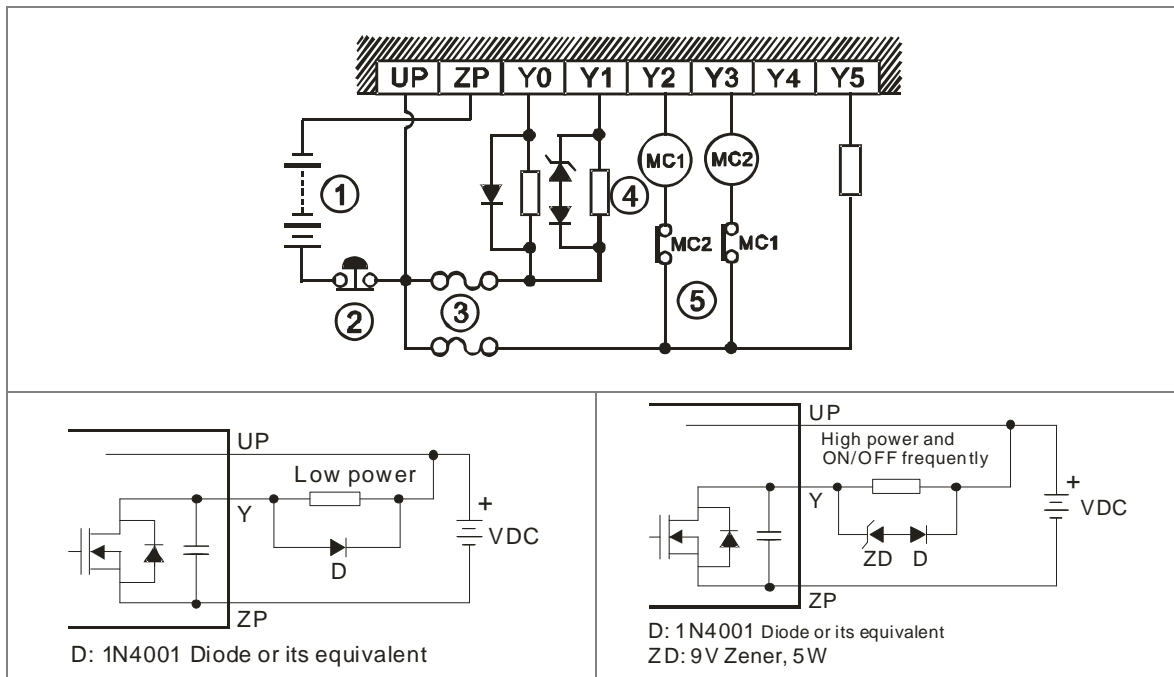 UP ZP Y0 Y1 Y2 Y3 Y4 Y5
①
MC1 MC2
④
MC2 MC1
②
③
⑤
UP
Low power
Y
+
VDC
D
ZP
D: 1N4001 Diode or its equivalent
UP
High power and
ON/OFF frequently
Y
+
VDC
ZD D
ZP
D: 1N4001 Diode or its equivalent
ZD: 9V Zener, 5W